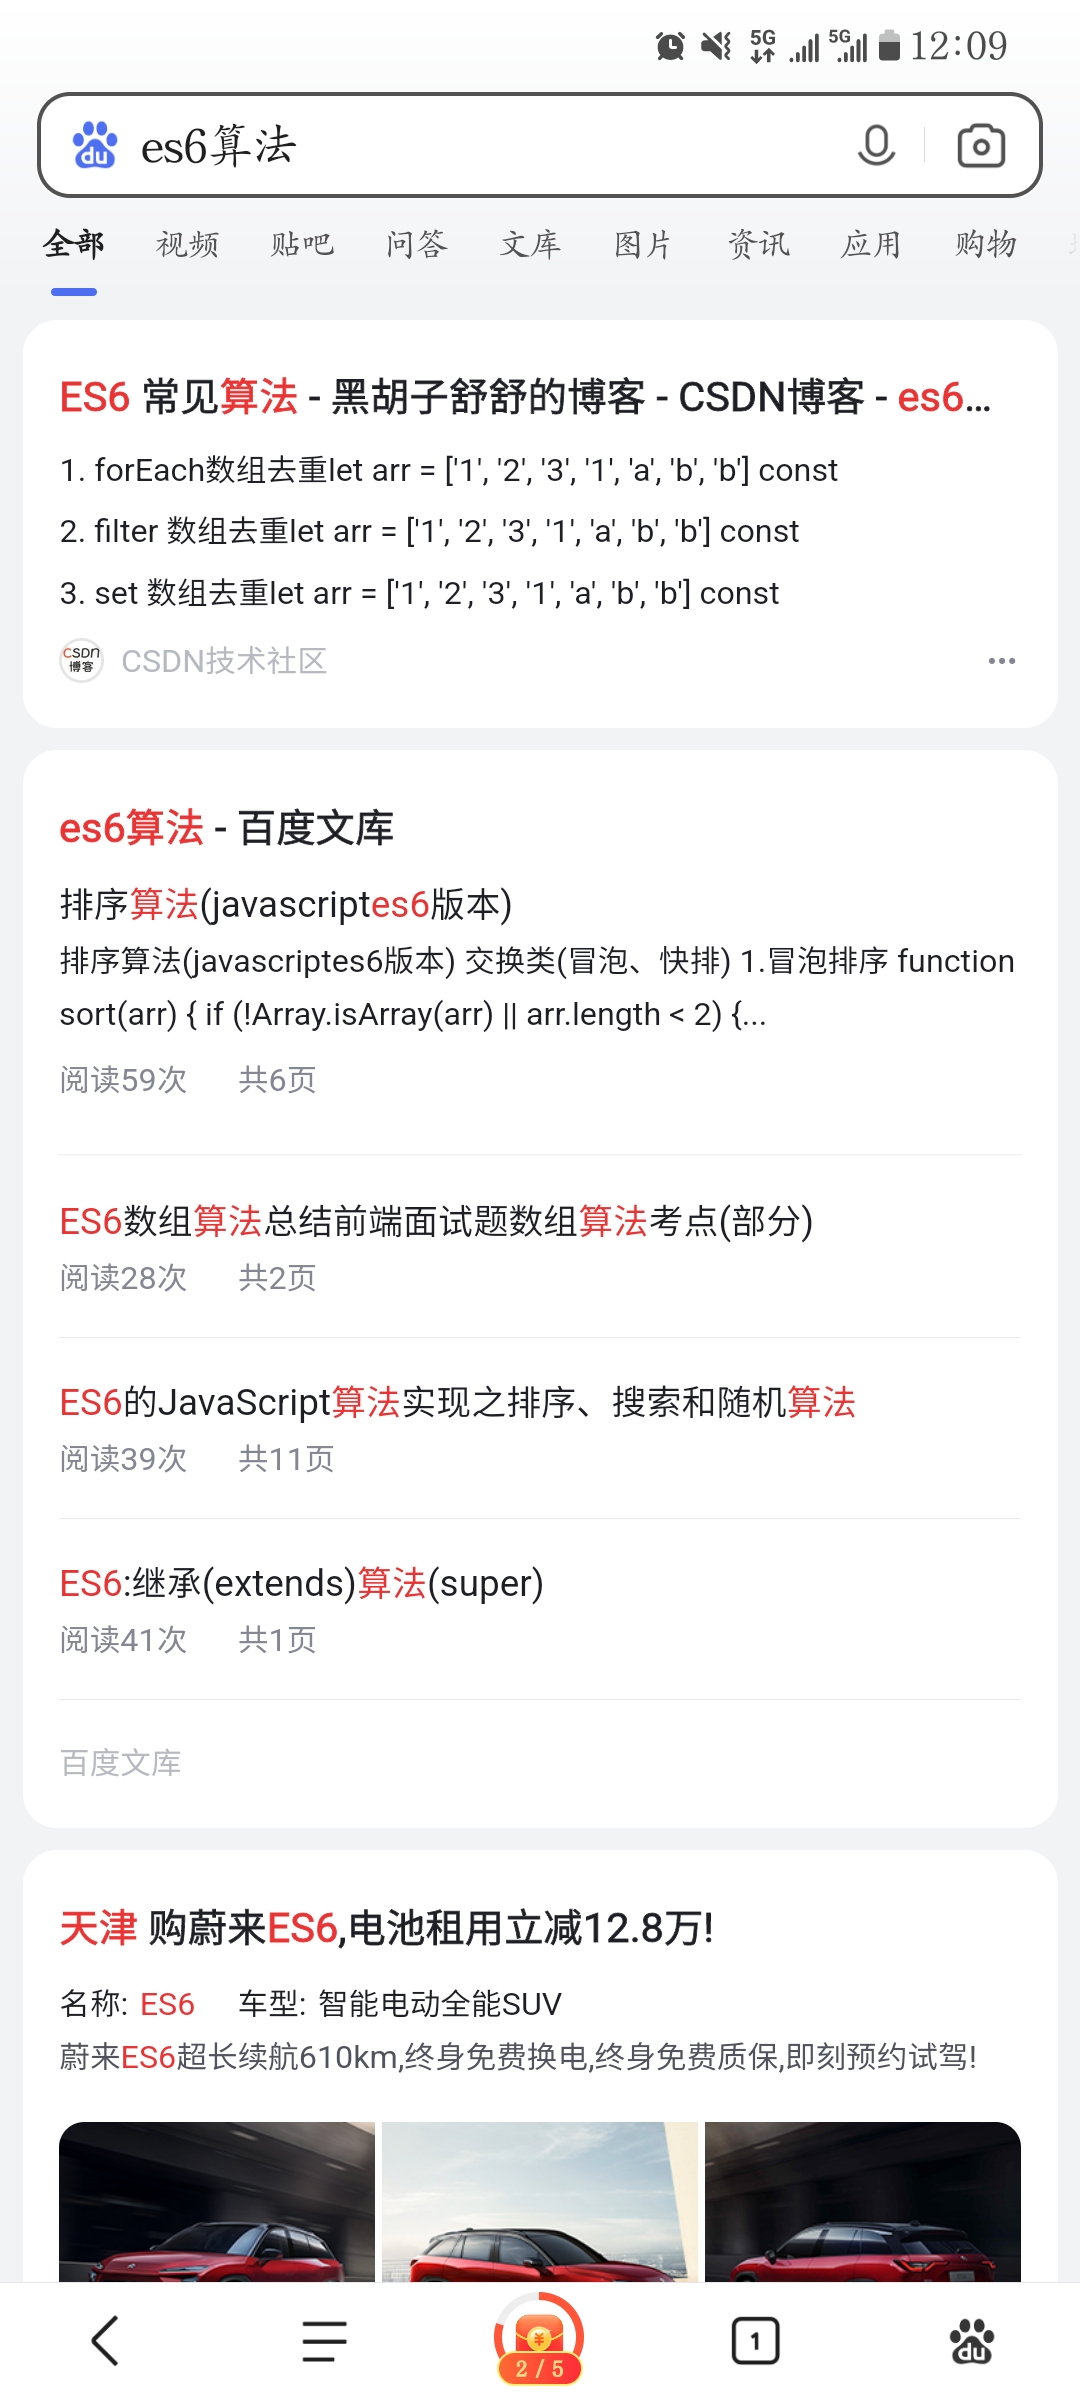 5G 5G 12:09
du es6算法
全部 视频 贴吧 问答 文库 图片 资讯 应用 购物
ES6 常见算法 - 黑胡子舒舒的博客 - CSDN博客 - es6...
1. forEach数组去重let arr = ['1', '2', '3', '1', 'a', 'b', 'b'] const
2. filter 数组去重let arr = ['1', '2', '3', '1', 'a', 'b', 'b'] const
3. set 数组去重let arr = ['1', '2', '3', '1', 'a', 'b', 'b'] const
CSDN
博客
CSDN技术社区
es6算法 - 百度文库
排序算法(javascriptes6版本)
排序算法(javascriptes6版本) 交换类(冒泡、快排) 1.冒泡排序 function
sort(arr) { if (!Array.isArray(arr) || arr.length < 2) {...
阅读59次 共6页
ES6数组算法总结前端面试题数组算法考点(部分)
阅读28次 共2页
ES6的JavaScript算法实现之排序、搜索和随机算法
阅读39次 共11页
ES6:继承(extends)算法(super)
阅读41次 共1页
百度文库
天津 购蔚来ES6,电池租用立减12.8万!
名称: ES6 车型: 智能电动全能SUV
蔚来ES6超长续航610km,终身免费换电,终身免费质保,即刻预约试驾!
¥
2 / 5
1
du